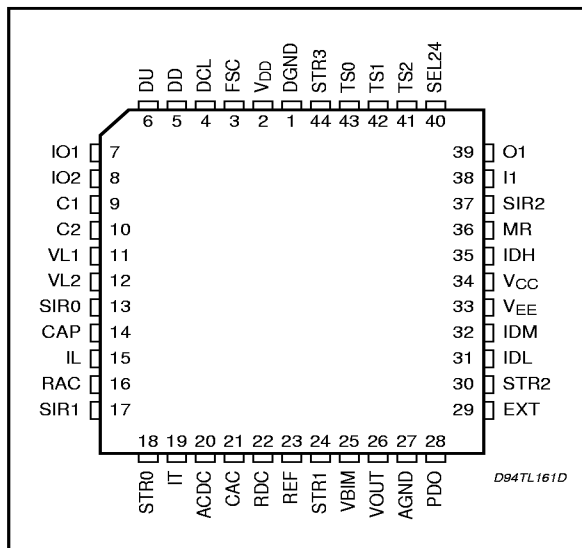 DU DD DCL FSC VDD DGND STR3 TS0 TS1 TS2 SEL24
6 5 4 3 2 1 44 43 42 41 40
IO1 7 39 O1
IO2 8 38 I1
C1 9 37 SIR2
C2 10 36 MR
VL1 11 35 IDH
VL2 12 34 VCC
SIR0 13 33 VEE
CAP 14 32 IDM
IL 15 31 IDL
RAC 16 30 STR2
SIR1 17 29 EXT
18 19 20 21 22 23 24 25 26 27 28
STR0 IT ACDC CAC RDC REF STR1 VBIM VOUT AGND PDO
D94TL161D